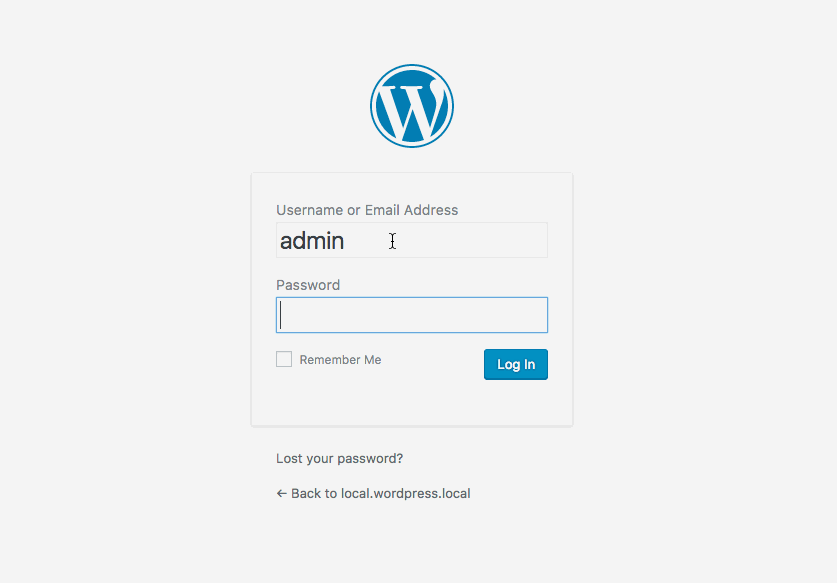 Username or Email Address
admin
Password
Remember Me
Log In
Lost your password?
← Back to local.wordpress.local